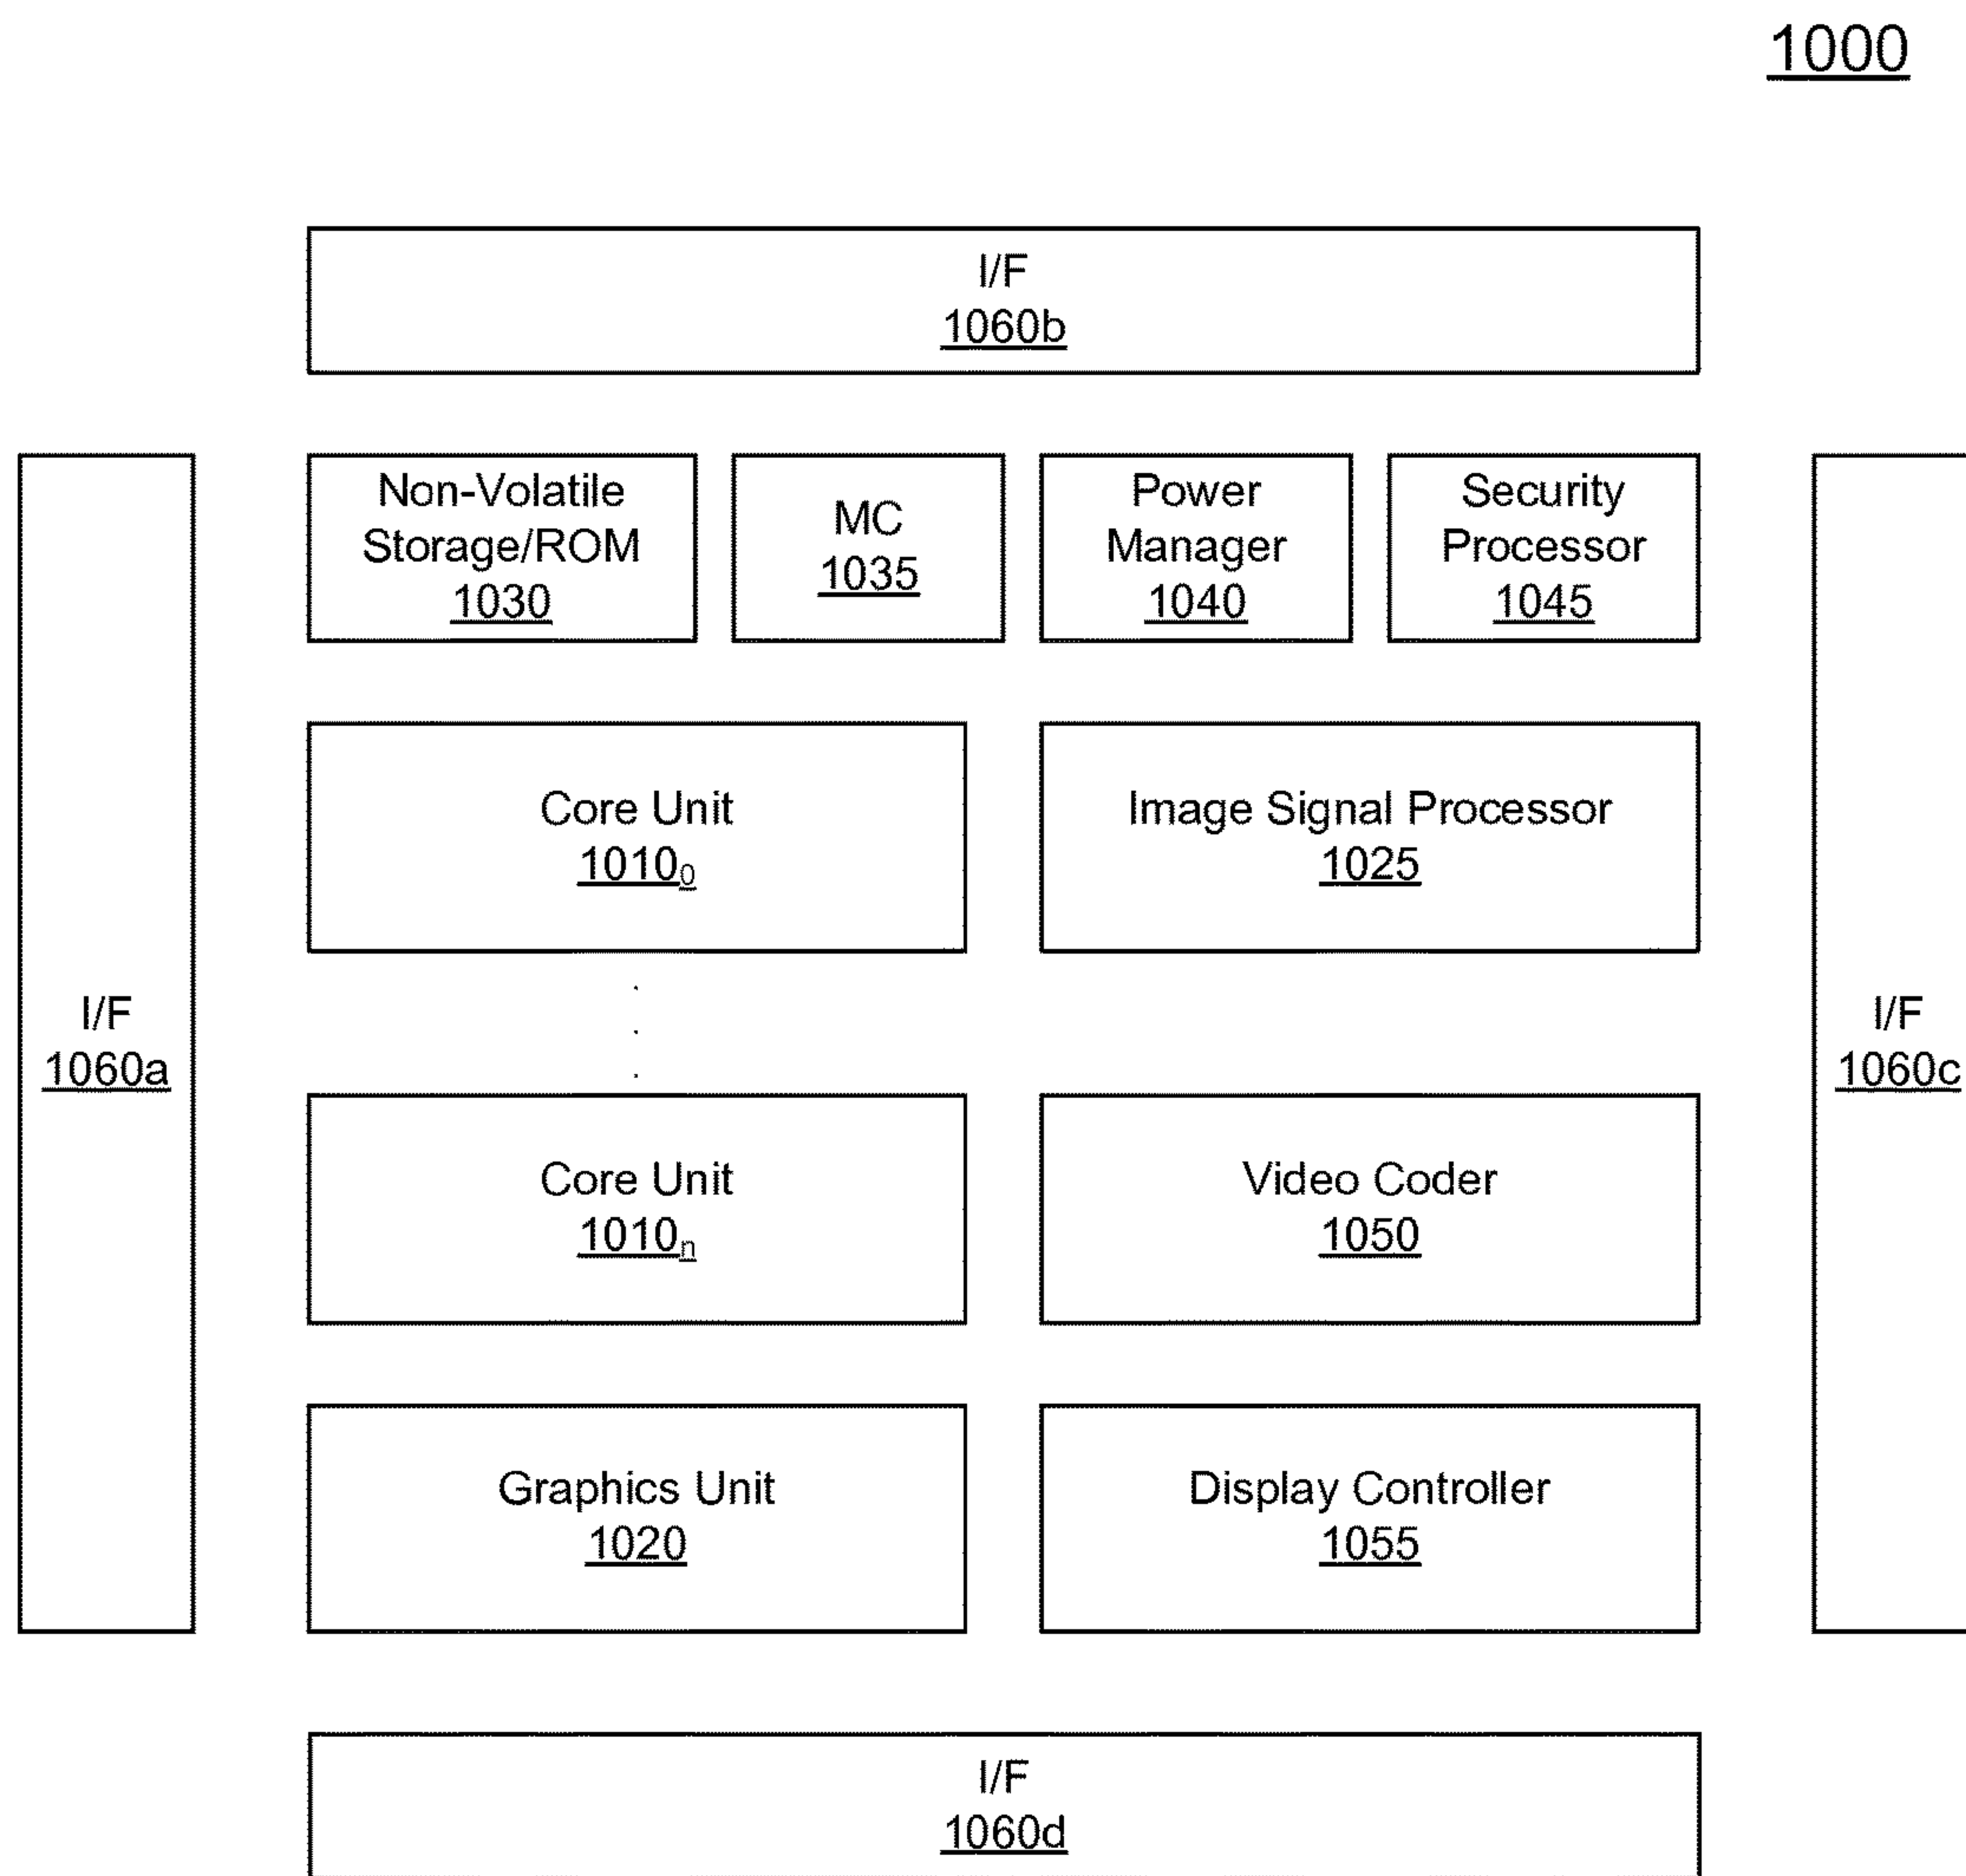 1000
I/F
1060b
Non-Volatile
Storage/ROM
1030
MC
1035
Power
Manager
1040
Security
Processor
1045
Core Unit
1010₀
Image Signal Processor
1025
I/F
1060a
I/F
1060c
Core Unit
1010ₙ
Video Coder
1050
Graphics Unit
1020
Display Controller
1055
I/F
1060d